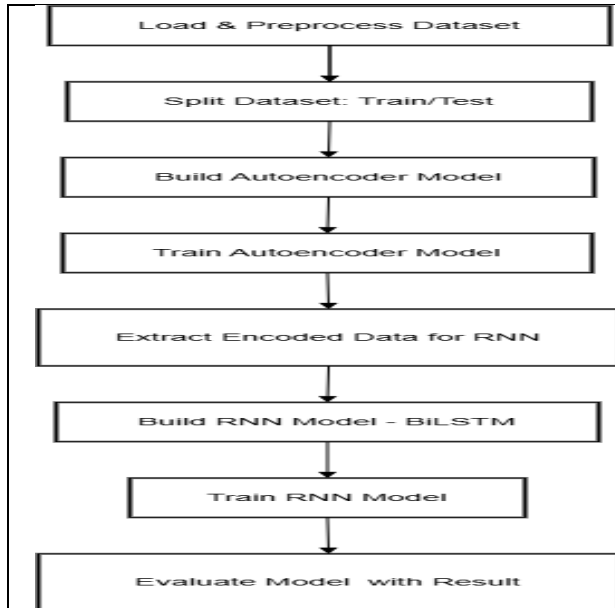 Load & Preprocess Dataset
Split Dataset: Train/Test
Build Autoencoder Model
Train Autoencoder Model
Extract Encoded Data for RNN
Build RNN Model - BiLSTM
Train RNN Model
Evaluate Model with Result